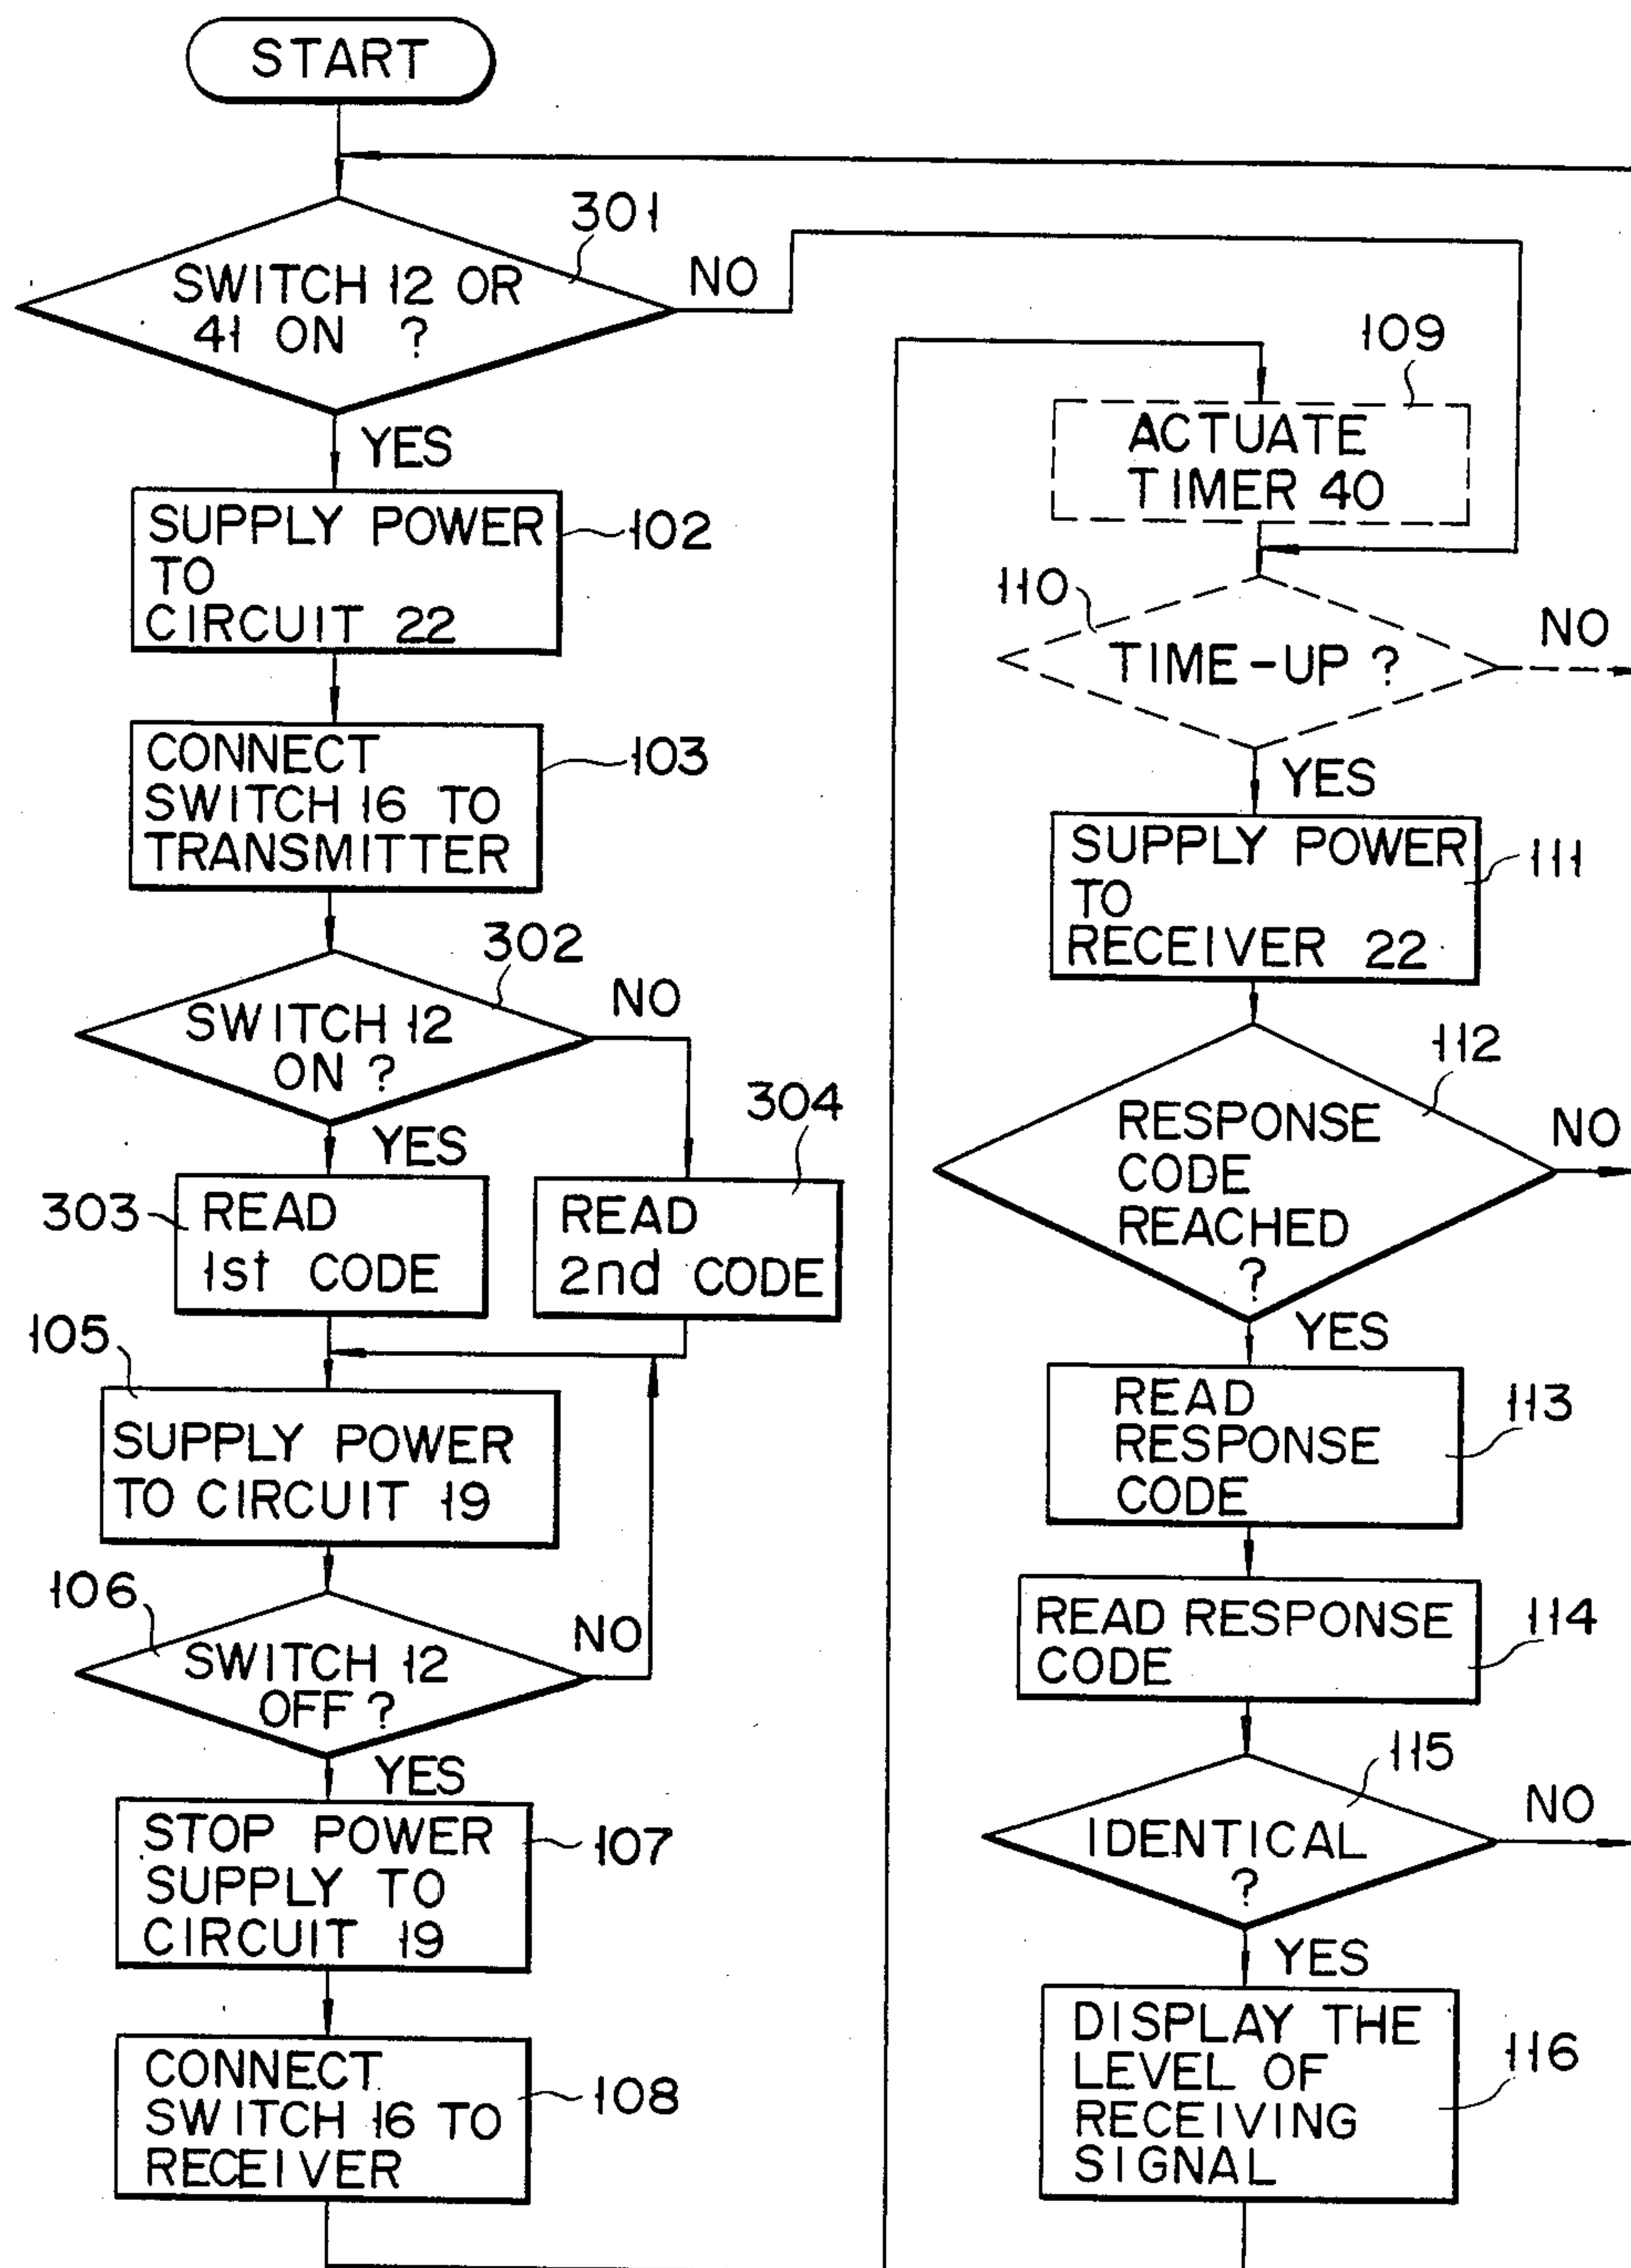 START
301
SWITCH 12 OR
41 ON ?
NO
YES
SUPPLY POWER
TO
CIRCUIT 22
102
CONNECT
SWITCH 16 TO
TRANSMITTER
103
302
SWITCH 12
ON ?
NO
YES
304
303
READ
1st CODE
READ
2nd CODE
105
SUPPLY POWER
TO CIRCUIT 19
106
SWITCH 12
OFF ?
NO
YES
STOP POWER
SUPPLY TO
CIRCUIT 19
107
CONNECT
SWITCH 16 TO
RECEIVER
108
109
ACTUATE
TIMER 40
110
TIME-UP ?
NO
YES
SUPPLY POWER
TO
RECEIVER 22
111
112
RESPONSE
CODE
REACHED
?
NO
YES
READ
RESPONSE
CODE
113
READ RESPONSE
CODE
114
115
IDENTICAL
?
NO
YES
DISPLAY THE
LEVEL OF
RECEIVING
SIGNAL
116